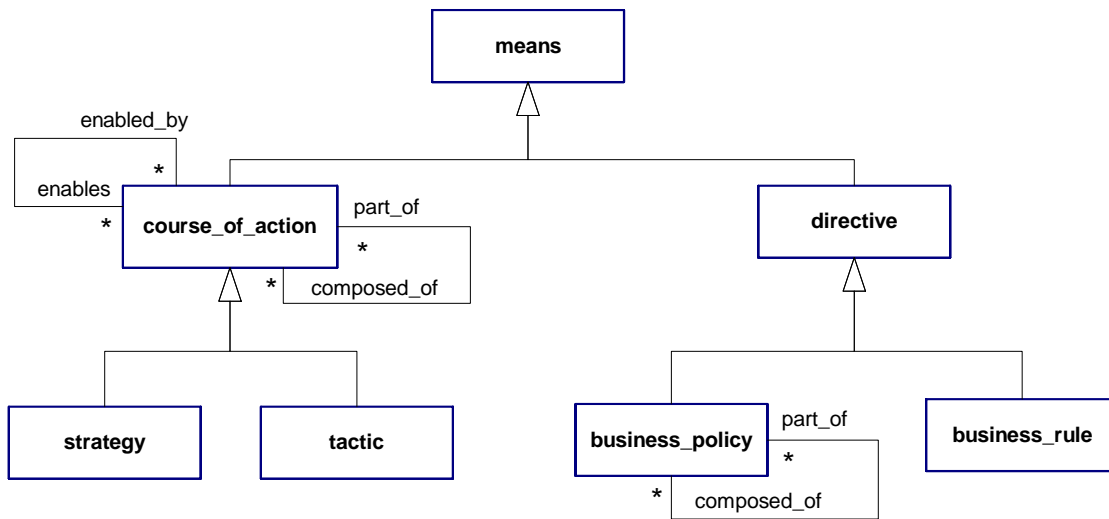 means
enabled_by
*
enables
*
course_of_action
part_of
*
*
composed_of
directive
strategy
tactic
business_policy
part_of
*
*
composed_of
business_rule